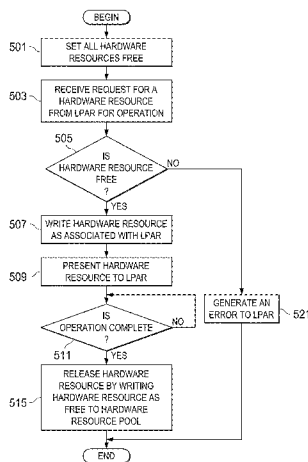 BEGIN
501
SET ALL HARDWARE
RESOURCES FREE
503
RECEIVE REQUEST FOR A
HARDWARE RESOURCE
FROM LPAR FOR OPERATION
505
IS
HARDWARE RESOURCE
FREE
?
NO
YES
507
WRITE HARDWARE RESOURCE
AS ASSOCIATED WITH LPAR
509
PRESENT HARDWARE
RESOURCE TO LPAR
IS
OPERATION COMPLETE
?
NO
511
YES
GENERATE AN
ERROR TO LPAR
521
515
RELEASE HARDWARE
RESOURCE BY WRITING
HARDWARE RESOURCE AS
FREE TO HARDWARE
RESOURCE POOL
END